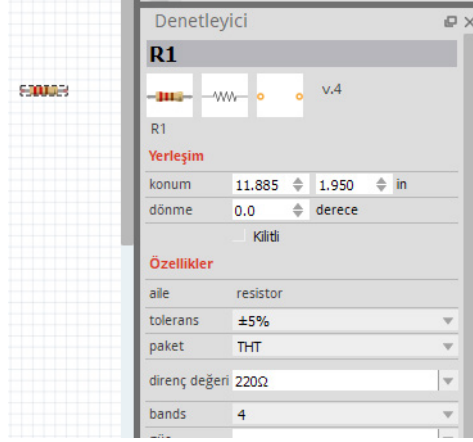 Denetleyici
R1
v.4
R1
Yerleşim
konum 11.885 1.950 in
dönme 0.0 derece
Kilitli
Özellikler
aile resistor
tolerans ±5%
paket THT
direnç değeri 220Ω
bands 4